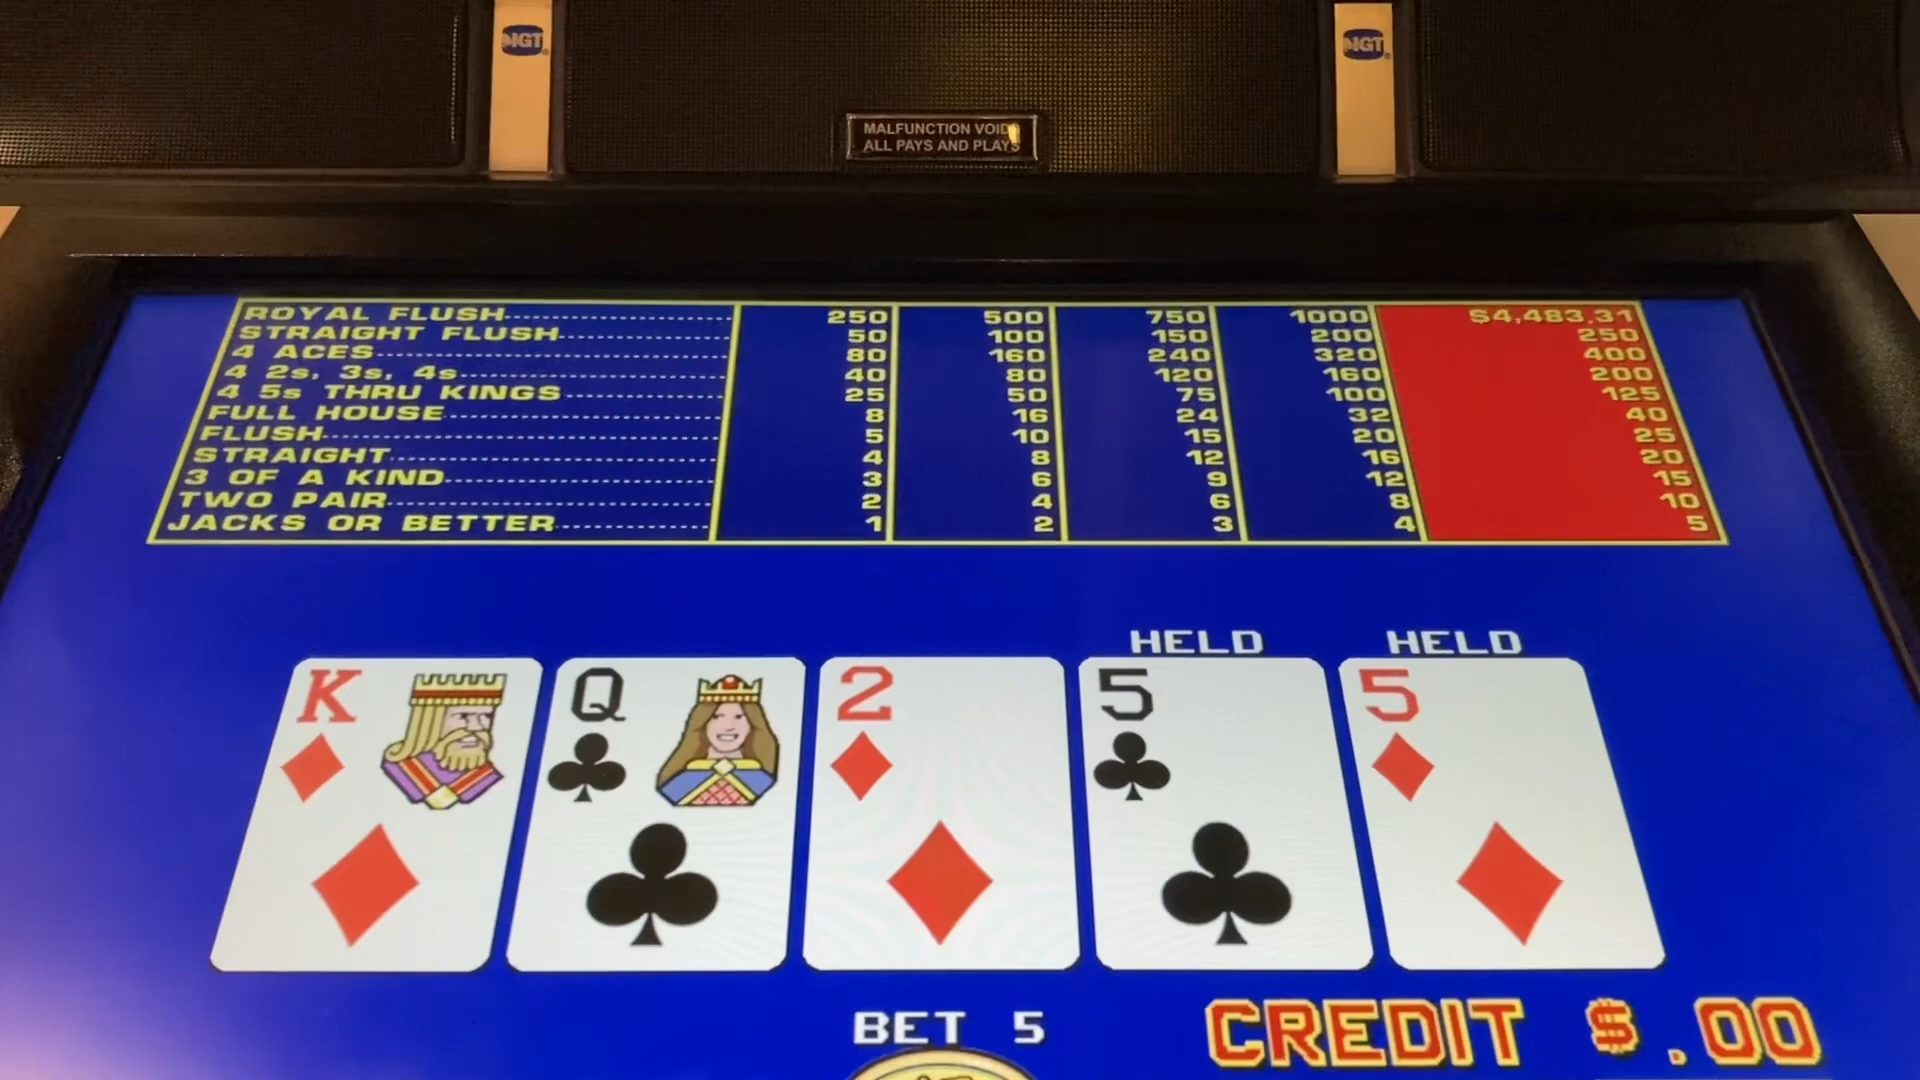 IGT
IGT
MALFUNCTION VOIDS
ALL PAYS AND PLAYS
ROYAL FLUSH 250 500 750 1000 $4,483.31
STRAIGHT FLUSH 50 100 150 200 250
4 ACES 80 160 240 320 400
4 2s, 3s, 4s 40 80 120 160 200
4 5s THRU KINGS 25 50 75 100 125
FULL HOUSE 8 16 24 32 40
FLUSH 5 10 15 20 25
STRAIGHT 4 8 12 16 20
3 OF A KIND 3 6 9 12 15
TWO PAIR 2 4 6 8 10
JACKS OR BETTER 1 2 3 4 5
HELD HELD
K Q 2 5 5
BET 5 CREDIT $.00